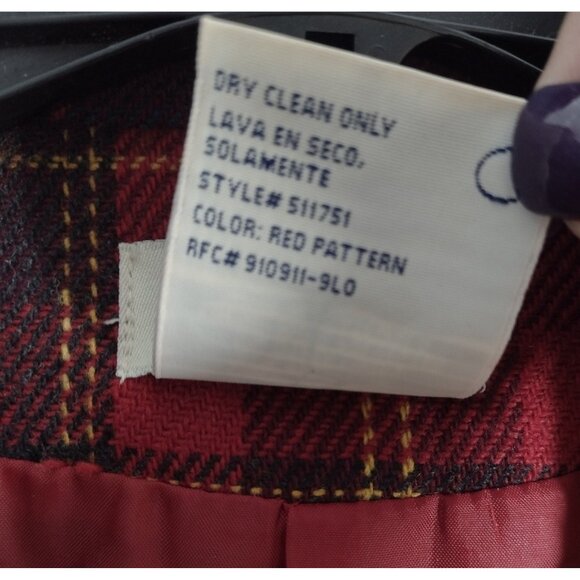 DRY CLEAN ONLY
LAVA EN SECO,
SOLAMENTE
STYLE# 511751
COLOR: RED PATTERN
RFC# 910911-9L0